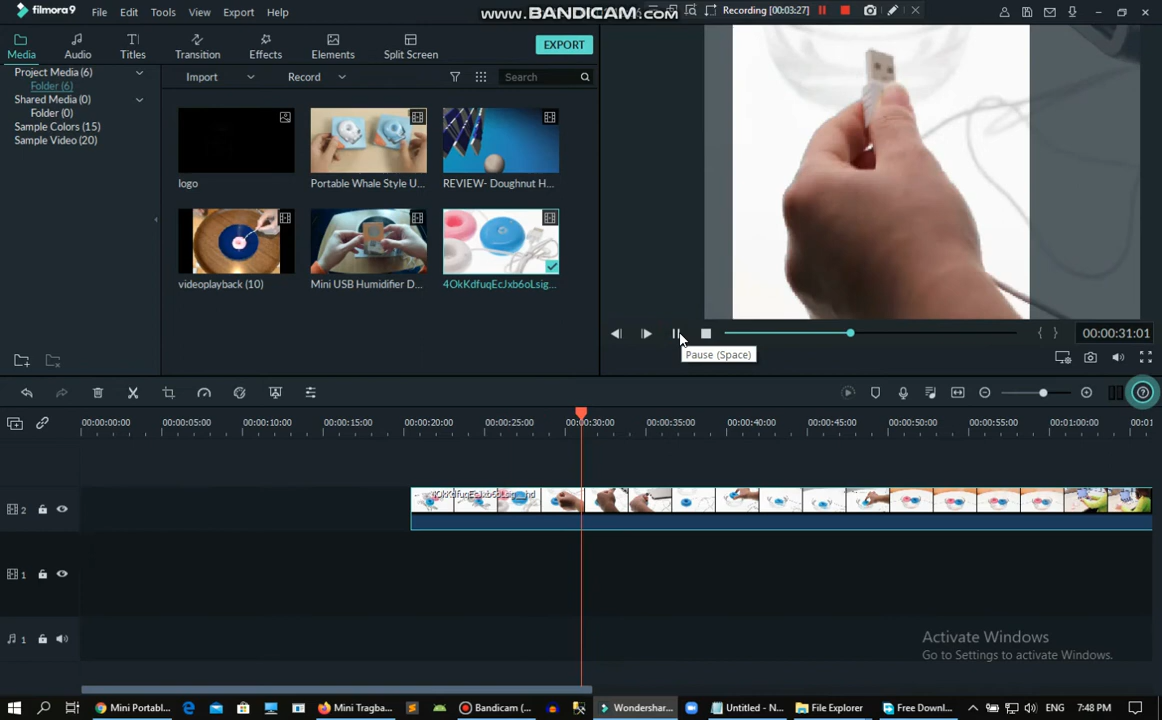 filmora9
File
Edit
Tools
View
Export
Help
www.BANDICAM.com
Recording [00:03:27]
Media
Audio
Titles
Transition
Effects
Elements
Split Screen
EXPORT
Project Media (6)
Folder (6)
Shared Media (0)
Folder (0)
Sample Colors (15)
Sample Video (20)
Import
Record
Search
logo
Portable Whale Style U...
REVIEW- Doughnut H...
videoplayback (10)
Mini USB Humidifier D...
4OkKdfuqEcJxb6oLsig...
Pause (Space)
00:00:31:01
00:00:00:00
00:00:05:00
00:00:10:00
00:00:15:00
00:00:20:00
00:00:25:00
00:00:30:00
00:00:35:00
00:00:40:00
00:00:45:00
00:00:50:00
00:00:55:00
00:01:00:00
00:01
4OkKdfuqEcJxb6oLsig_hd
2
1
1
Activate Windows
Go to Settings to activate Windows.
Mini Portabl...
Mini Tragba...
Bandicam (...
Wondershar...
Untitled - N...
File Explorer
Free Downl...
ENG
7:48 PM